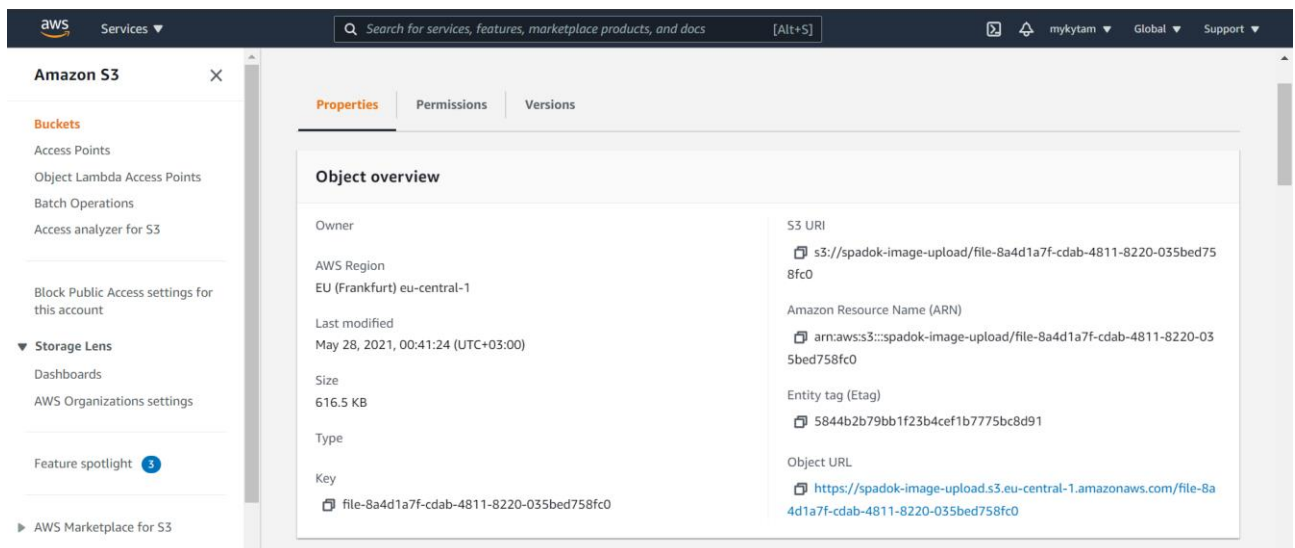 aws
Services ▼
Search for services, features, marketplace products, and docs
[Alt+S]
mykytam ▼
Global ▼
Support ▼
Amazon S3
Buckets
Access Points
Object Lambda Access Points
Batch Operations
Access analyzer for S3
Block Public Access settings for
this account
▼ Storage Lens
Dashboards
AWS Organizations settings
Feature spotlight 3
▶ AWS Marketplace for S3
Properties
Permissions
Versions
Object overview
Owner
AWS Region
EU (Frankfurt) eu-central-1
Last modified
May 28, 2021, 00:41:24 (UTC+03:00)
Size
616.5 KB
Type
Key
file-8a4d1a7f-cdab-4811-8220-035bed758fc0
S3 URI
s3://spadok-image-upload/file-8a4d1a7f-cdab-4811-8220-035bed75
8fc0
Amazon Resource Name (ARN)
arn:aws:s3:::spadok-image-upload/file-8a4d1a7f-cdab-4811-8220-03
5bed758fc0
Entity tag (Etag)
5844b2b79bb1f23b4cef1b7775bc8d91
Object URL
https://spadok-image-upload.s3.eu-central-1.amazonaws.com/file-8a
4d1a7f-cdab-4811-8220-035bed758fc0